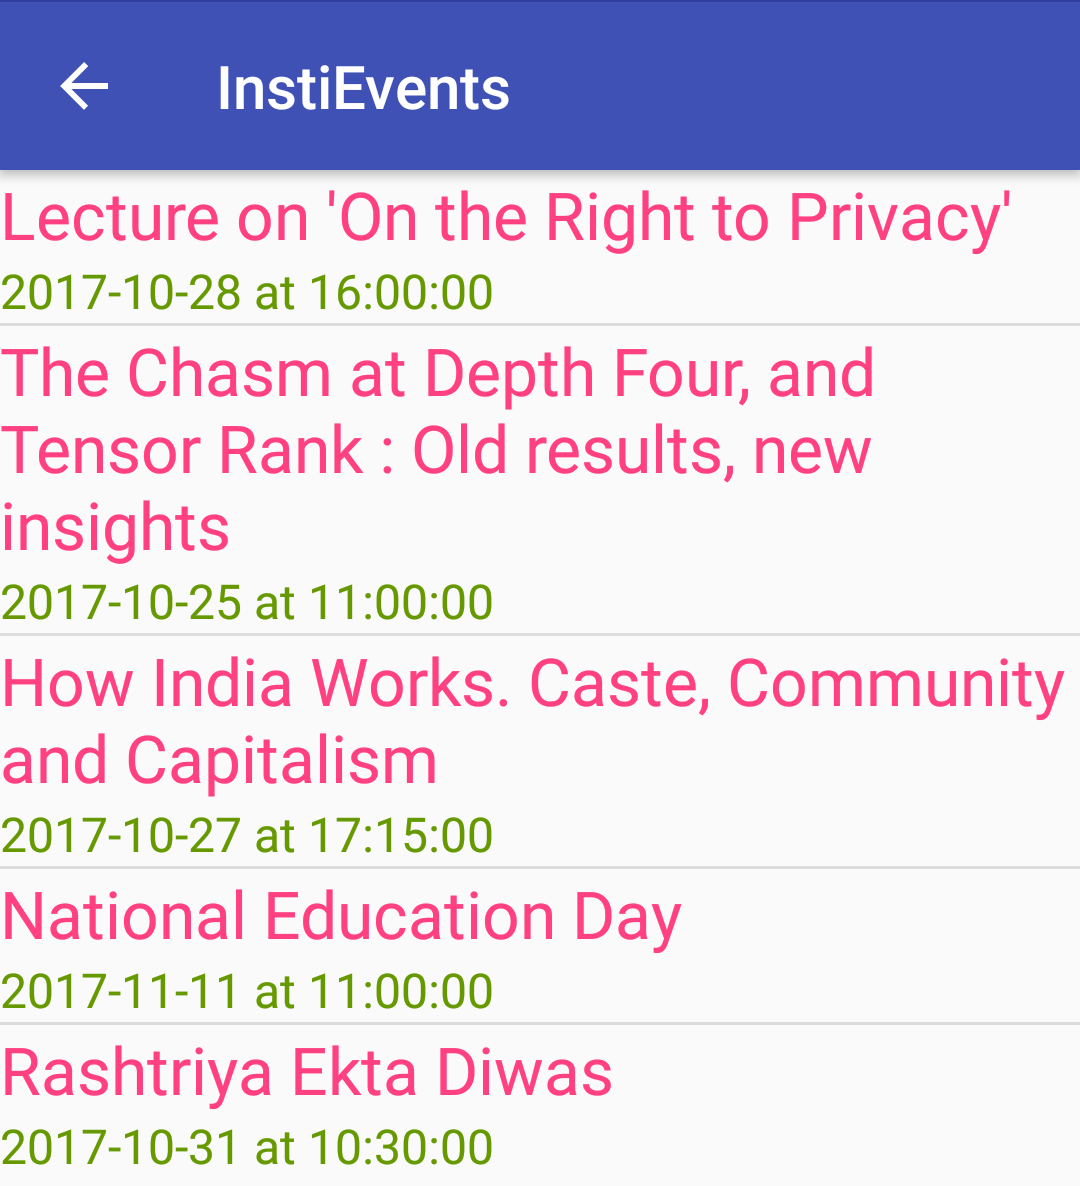 InstiEvents
Lecture on 'On the Right to Privacy'
2017-10-28 at 16:00:00
The Chasm at Depth Four, and
Tensor Rank : Old results, new
insights
2017-10-25 at 11:00:00
How India Works. Caste, Community
and Capitalism
2017-10-27 at 17:15:00
National Education Day
2017-11-11 at 11:00:00
Rashtriya Ekta Diwas
2017-10-31 at 10:30:00